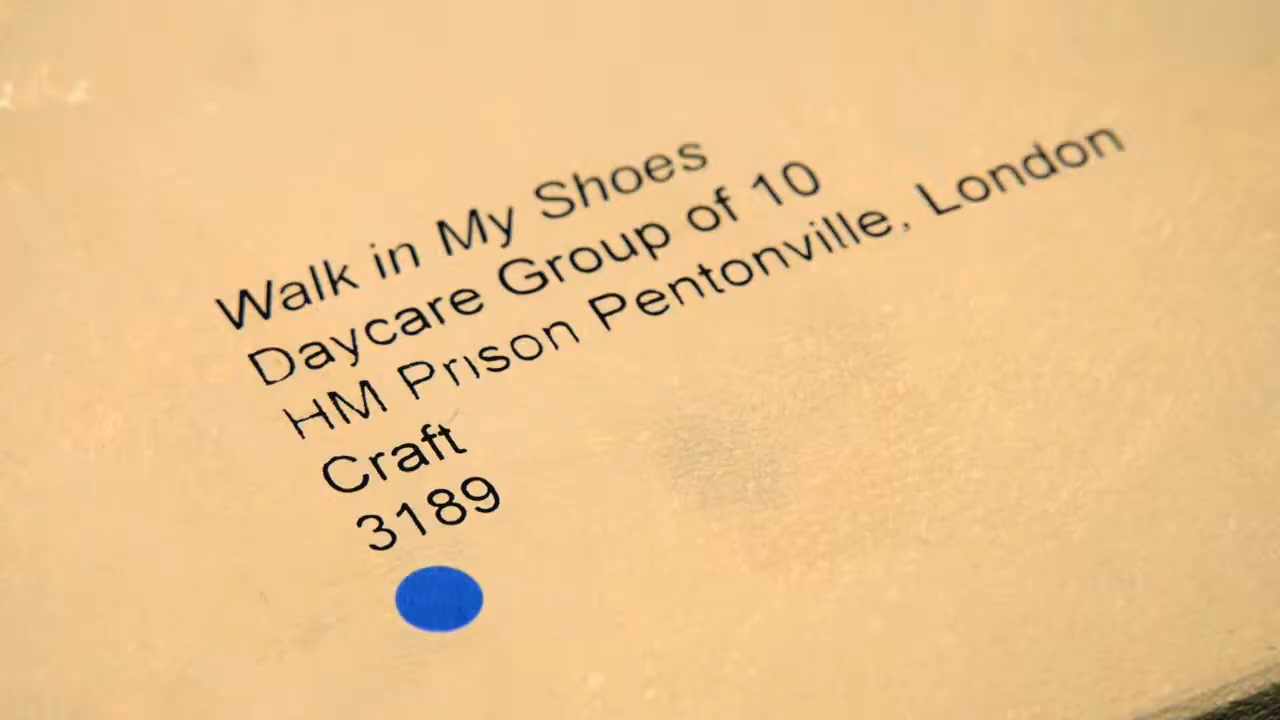 Walk in My Shoes
Daycare Group of 10
HM Prison Pentonville, London
Craft
3189